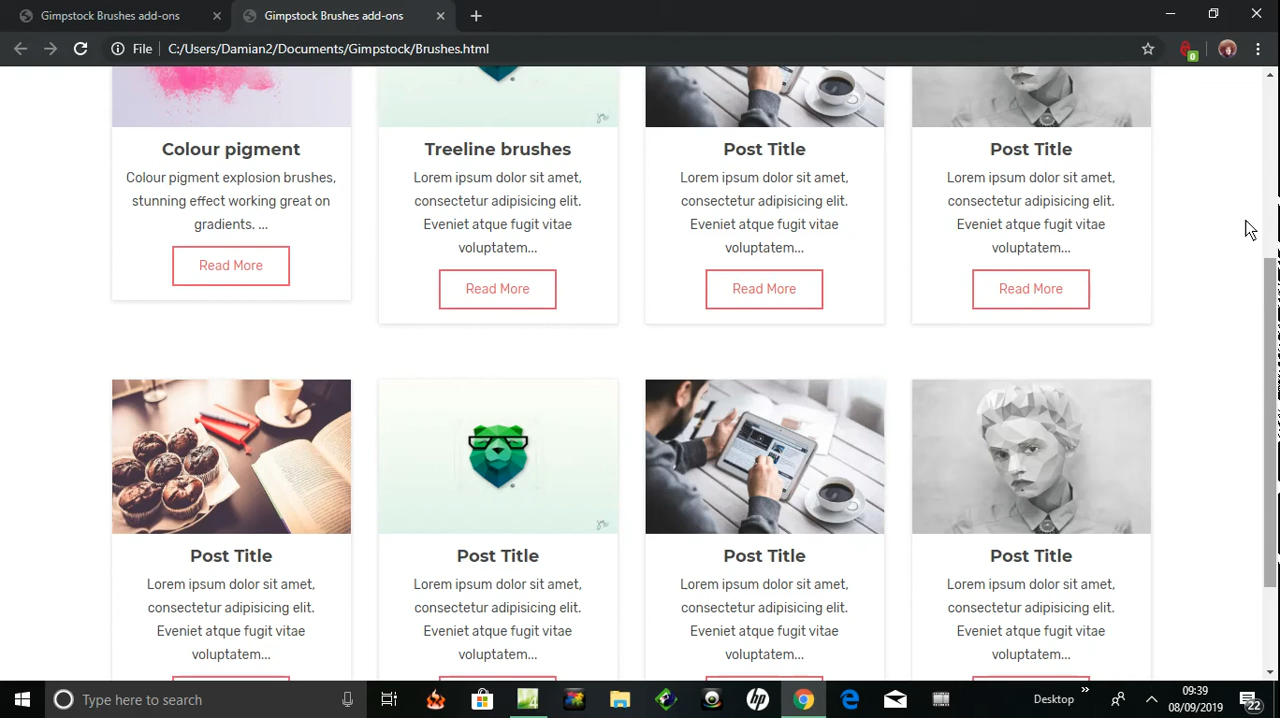 Gimpstock Brushes add-ons
Gimpstock Brushes add-ons
File
C:/Users/Damian2/Documents/Gimpstock/Brushes.html
0
Colour pigment
Colour pigment explosion brushes,
stunning effect working great on
gradients. ...
Read More
Treeline brushes
Lorem ipsum dolor sit amet,
consectetur adipisicing elit.
Eveniet atque fugit vitae
voluptatem...
Read More
Post Title
Lorem ipsum dolor sit amet,
consectetur adipisicing elit.
Eveniet atque fugit vitae
voluptatem...
Read More
Post Title
Lorem ipsum dolor sit amet,
consectetur adipisicing elit.
Eveniet atque fugit vitae
voluptatem...
Read More
Post Title
Lorem ipsum dolor sit amet,
consectetur adipisicing elit.
Eveniet atque fugit vitae
voluptatem...
Post Title
Lorem ipsum dolor sit amet,
consectetur adipisicing elit.
Eveniet atque fugit vitae
voluptatem...
Post Title
Lorem ipsum dolor sit amet,
consectetur adipisicing elit.
Eveniet atque fugit vitae
voluptatem...
Post Title
Lorem ipsum dolor sit amet,
consectetur adipisicing elit.
Eveniet atque fugit vitae
voluptatem...
Type here to search
4
hp
Desktop
09:39
08/09/2019
22